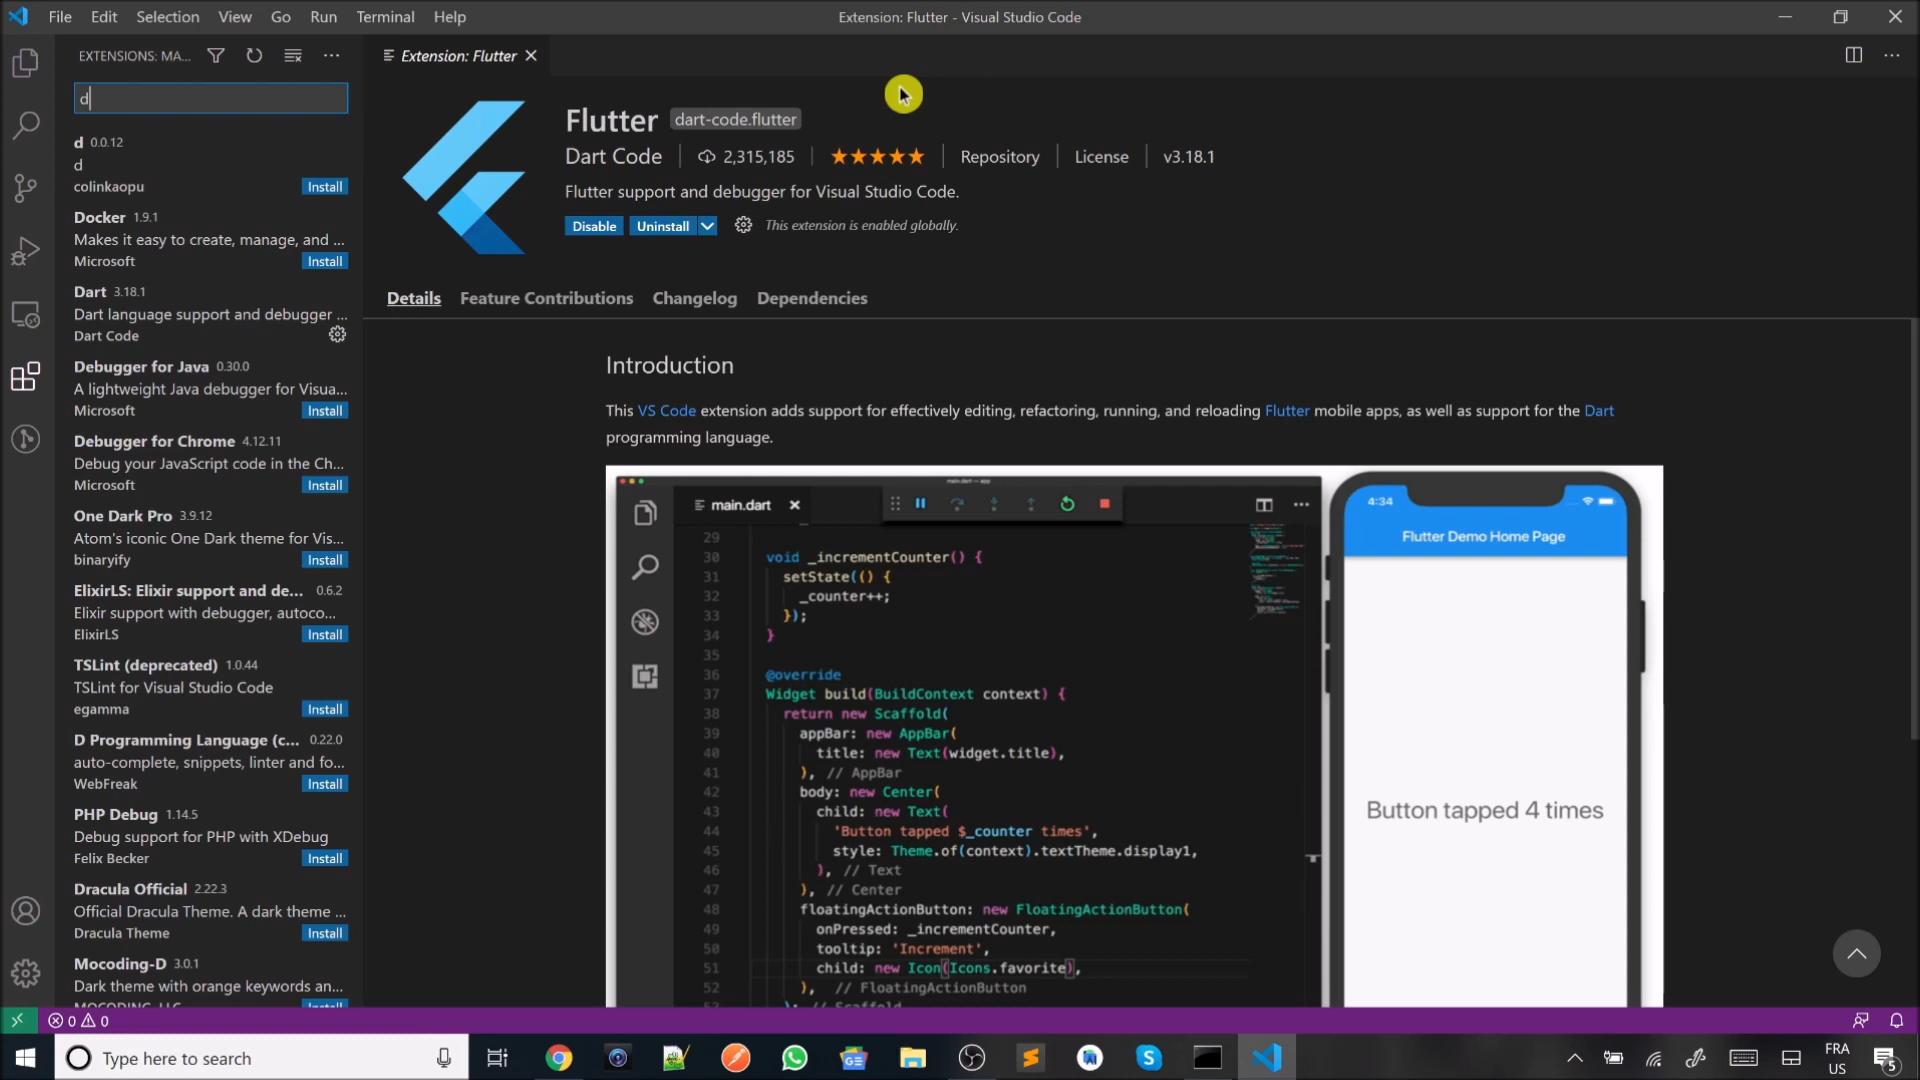 File Edit Selection View Go Run Terminal Help
Extension: Flutter - Visual Studio Code
EXTENSIONS: MA...
Extension: Flutter
d
d 0.0.12
d
colinkaopu Install
Docker 1.9.1
Makes it easy to create, manage, and ...
Microsoft Install
Dart 3.18.1
Dart language support and debugger ...
Dart Code
Debugger for Java 0.30.0
A lightweight Java debugger for Visua...
Microsoft Install
Debugger for Chrome 4.12.11
Debug your JavaScript code in the Ch...
Microsoft Install
One Dark Pro 3.9.12
Atom's iconic One Dark theme for Vis...
binaryify Install
ElixirLS: Elixir support and de... 0.6.2
Elixir support with debugger, autoco...
ElixirLS Install
TSLint (deprecated) 1.0.44
TSLint for Visual Studio Code
egamma Install
D Programming Language (c... 0.22.0
auto-complete, snippets, linter and fo...
WebFreak Install
PHP Debug 1.14.5
Debug support for PHP with XDebug
Felix Becker Install
Dracula Official 2.22.3
Official Dracula Theme. A dark theme ...
Dracula Theme Install
Mocoding-D 3.0.1
Dark theme with orange keywords an...
MOCODING, LLC Install
Flutter dart-code.flutter
Dart Code 2,315,185 Repository License v3.18.1
Flutter support and debugger for Visual Studio Code.
Disable Uninstall This extension is enabled globally.
Details Feature Contributions Changelog Dependencies
Introduction
This VS Code extension adds support for effectively editing, refactoring, running, and reloading Flutter mobile apps, as well as support for the Dart
programming language.
main.dart
29
30 void _incrementCounter() {
31 setState(() {
32 _counter++;
33 });
34 }
35
36 @override
37 Widget build(BuildContext context) {
38 return new Scaffold(
39 appBar: new AppBar(
40 title: new Text(widget.title),
41 ), // AppBar
42 body: new Center(
43 child: new Text(
44 'Button tapped $_counter times',
45 style: Theme.of(context).textTheme.display1,
46 ), // Text
47 ), // Center
48 floatingActionButton: new FloatingActionButton(
49 onPressed: _incrementCounter,
50 tooltip: 'Increment',
51 child: new Icon(Icons.favorite),
52 ), // FloatingActionButton
53 ); // Scaffold
4:34
Flutter Demo Home Page
Button tapped 4 times
0 0
Type here to search
FRA
US
5